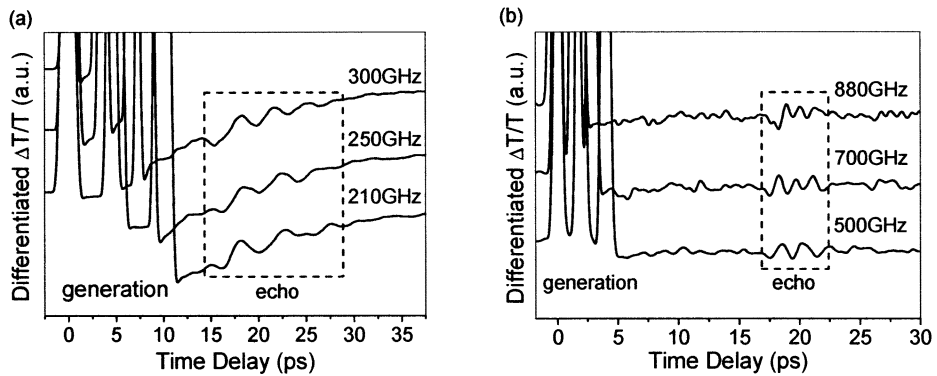 (a)
Differentiated ΔT/T (a.u.)
300GHz
250GHz
210GHz
generation
echo
0 5 10 15 20 25 30 35
Time Delay (ps)
(b)
Differentiated ΔT/T (a.u.)
880GHz
700GHz
500GHz
generation
echo
0 5 10 15 20 25 30
Time Delay (ps)